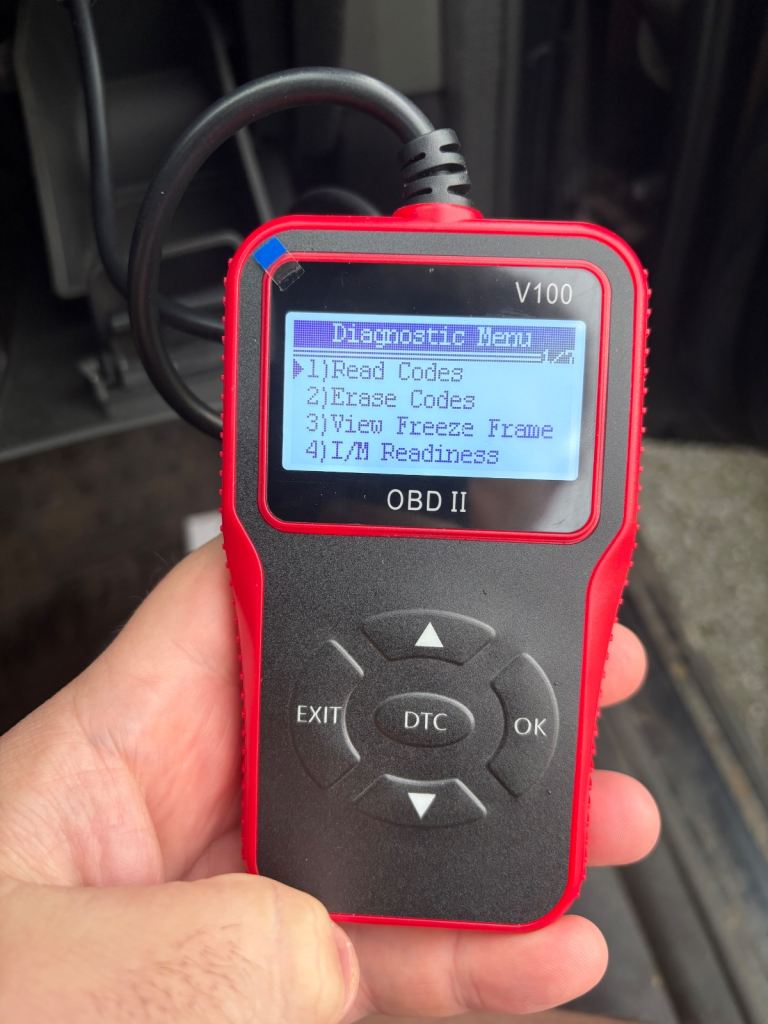 V100
Diagnostic Menu
1)Read Codes
2)Erase Codes
3)View Freeze Frame
4)I/M Readiness
OBD II
EXIT
DTC
OK